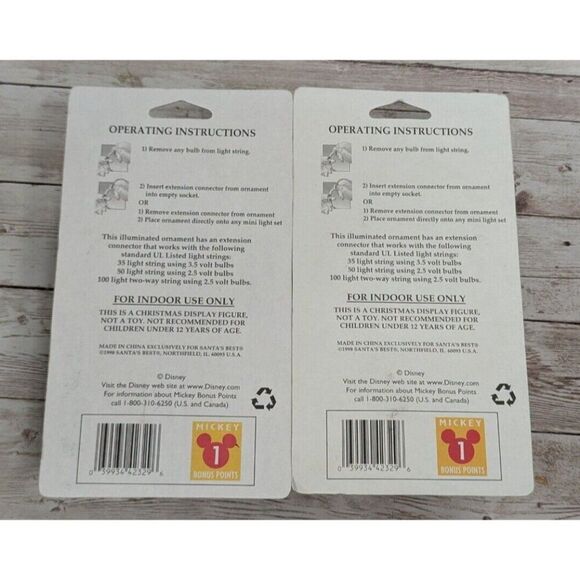 OPERATING INSTRUCTIONS
1) Remove any bulb from light string.
2) Insert extension connector from ornament
into empty socket.
OR
1) Remove extension connector from ornament
2) Place ornament directly onto any mini light set
This illuminated ornament has an extension
connector that works with the following
standard UL Listed light strings:
35 light string using 3.5 volt bulbs
50 light string using 2.5 volt bulbs
100 light two-way string using 2.5 volt bulbs.
FOR INDOOR USE ONLY
THIS IS A CHRISTMAS DISPLAY FIGURE,
NOT A TOY. NOT RECOMMENDED FOR
CHILDREN UNDER 12 YEARS OF AGE.
MADE IN CHINA EXCLUSIVELY FOR SANTA'S BEST®
©1998 SANTA'S BEST®, NORTHFIELD, IL 60093 U.S.A.
© Disney
Visit the Disney web site at www.Disney.com
For information about Mickey Bonus Points
call 1-800-310-6250 (U.S. and Canada)
0 39934 42329 6
MICKEY
1
BONUS POINTS
OPERATING INSTRUCTIONS
1) Remove any bulb from light string.
2) Insert extension connector from ornament
into empty socket.
OR
1) Remove extension connector from ornament
2) Place ornament directly onto any mini light set
This illuminated ornament has an extension
connector that works with the following
standard UL Listed light strings:
35 light string using 3.5 volt bulbs
50 light string using 2.5 volt bulbs
100 light two-way string using 2.5 volt bulbs.
FOR INDOOR USE ONLY
THIS IS A CHRISTMAS DISPLAY FIGURE,
NOT A TOY. NOT RECOMMENDED FOR
CHILDREN UNDER 12 YEARS OF AGE.
MADE IN CHINA EXCLUSIVELY FOR SANTA'S BEST®
©1998 SANTA'S BEST®, NORTHFIELD, IL 60093 U.S.A.
© Disney
Visit the Disney web site at www.Disney.com
For information about Mickey Bonus Points
call 1-800-310-6250 (U.S. and Canada)
0 39934 42329 6
MICKEY
1
BONUS POINTS